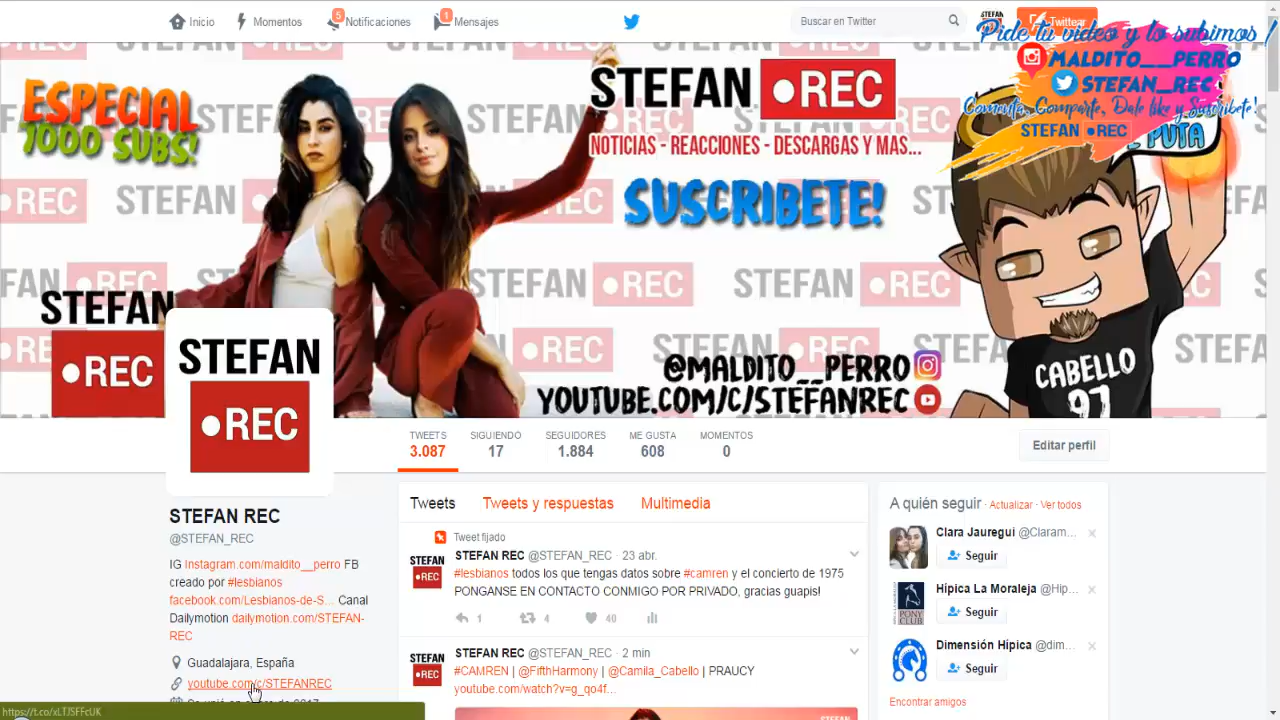 Inicio
Momentos
5
Notificaciones
1
Mensajes
Buscar en Twitter
STEFAN
Twittear
Pide tu video y lo subimos !
MALDITO__PERRO
STEFAN_REC
Comenta, Comparte, Dale like y Suscribete!
STEFAN REC
PUTA
ESPECIAL
1000 SUBS!
STEFAN REC
NOTICIAS - REACCIONES - DESCARGAS Y MAS...
SUSCRIBETE!
STEFAN REC
STEFAN
REC
STEFAN
REC
@MALDITO__PERRO
YOUTUBE.COM/C/STEFANREC
CABELLO
97
TWEETS
3.087
SIGUIENDO
17
SEGUIDORES
1.884
ME GUSTA
608
MOMENTOS
0
Editar perfil
STEFAN REC
@STEFAN_REC
IG Instagram.com/maldito__perro FB
creado por #lesbianos
facebook.com/Lesbianos-de-S... Canal
Dailymotion dailymotion.com/STEFAN-
REC
Guadalajara, España
youtube.com/c/STEFANREC
https://t.co/xLTJSFFcUK
Tweets
Tweets y respuestas
Multimedia
Tweet fijado
STEFAN REC @STEFAN_REC · 23 abr.
#lesbianos todos los que tengas datos sobre #camren y el concierto de 1975
PONGANSE EN CONTACTO CONMIGO POR PRIVADO, gracias guapis!
1
4
40
STEFAN REC @STEFAN_REC · 2 min
#CAMREN | @FifthHarmony | @Camila_Cabello | PRAUCY
youtube.com/watch?v=g_qo4f...
STEFAN
A quién seguir · Actualizar · Ver todos
Clara Jauregui @Claram...
Seguir
Hípica La Moraleja @Hip...
Seguir
Dimensión Hípica @dim...
Seguir
Encontrar amigos